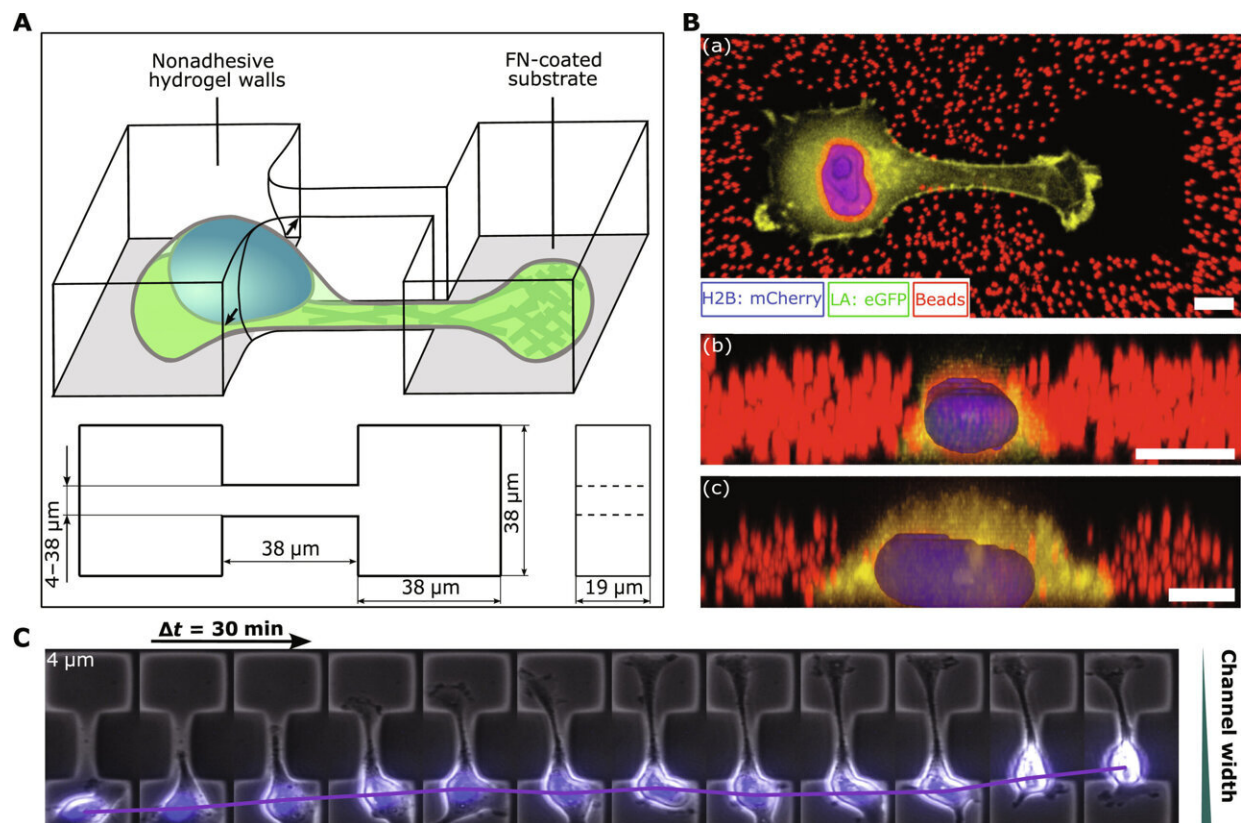 A
Nonadhesive
hydrogel walls
FN-coated
substrate
4–38 µm
38 µm
38 µm
38 µm
19 µm
B
(a)
H2B: mCherry
LA: eGFP
Beads
(b)
(c)
C
Δt = 30 min
4 µm
Channel width